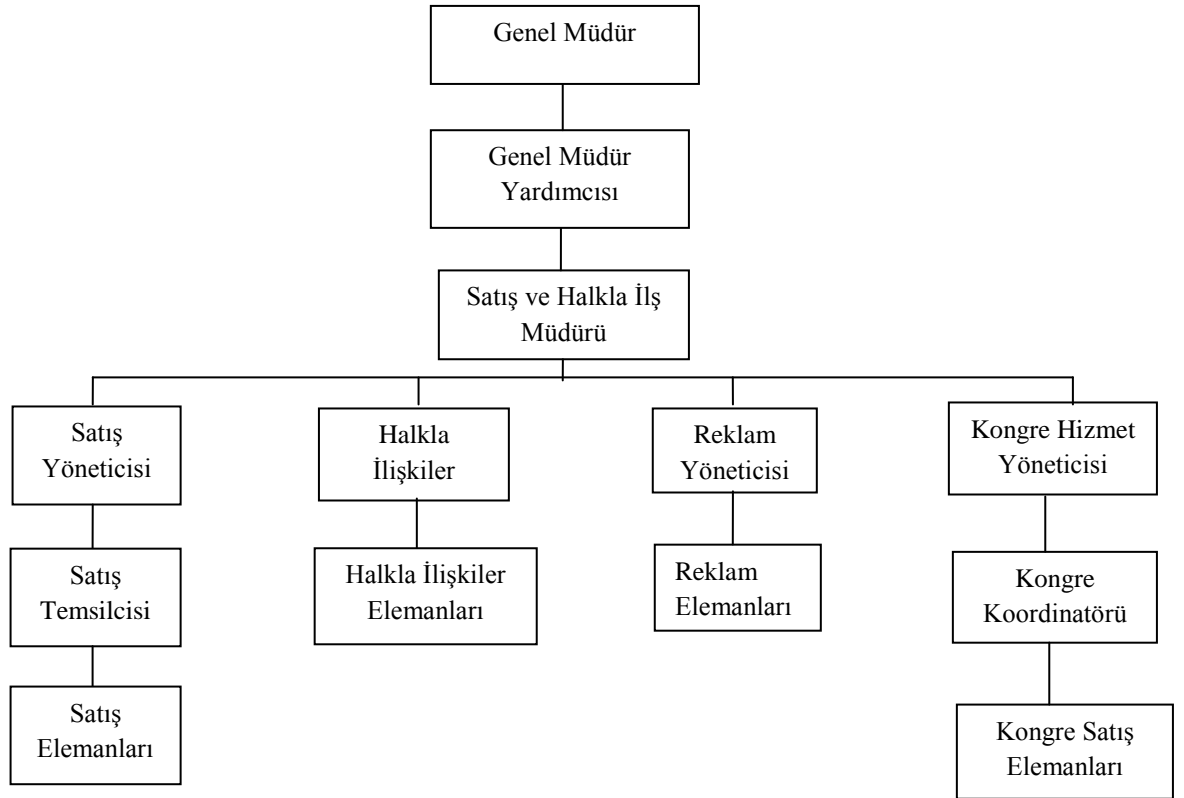 Genel Müdür
Genel Müdür
Yardımcısı
Satış ve Halkla İlş
Müdürü
Satış
Yöneticisi
Halkla
İlişkiler
Reklam
Yöneticisi
Kongre Hizmet
Yöneticisi
Satış
Temsilcisi
Halkla İlişkiler
Elemanları
Reklam
Elemanları
Kongre
Koordinatörü
Satış
Elemanları
Kongre Satış
Elemanları